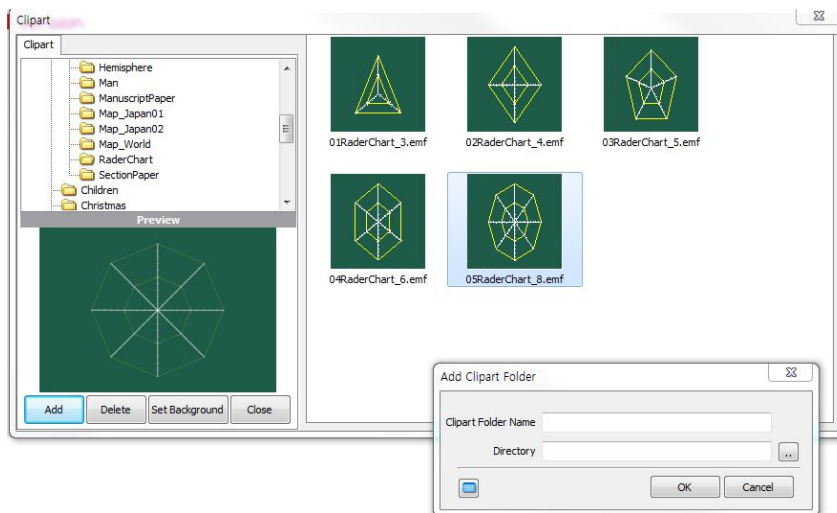 Clipart
Clipart
Hemisphere
Man
ManuscriptPaper
Map_Japan01
Map_Japan02
Map_World
RaderChart
SectionPaper
Children
Christmas
Preview
Add
Delete
Set Background
Close
01RaderChart_3.emf
02RaderChart_4.emf
03RaderChart_5.emf
04RaderChart_6.emf
05RaderChart_8.emf
Add Clipart Folder
Clipart Folder Name
Directory
..
OK
Cancel